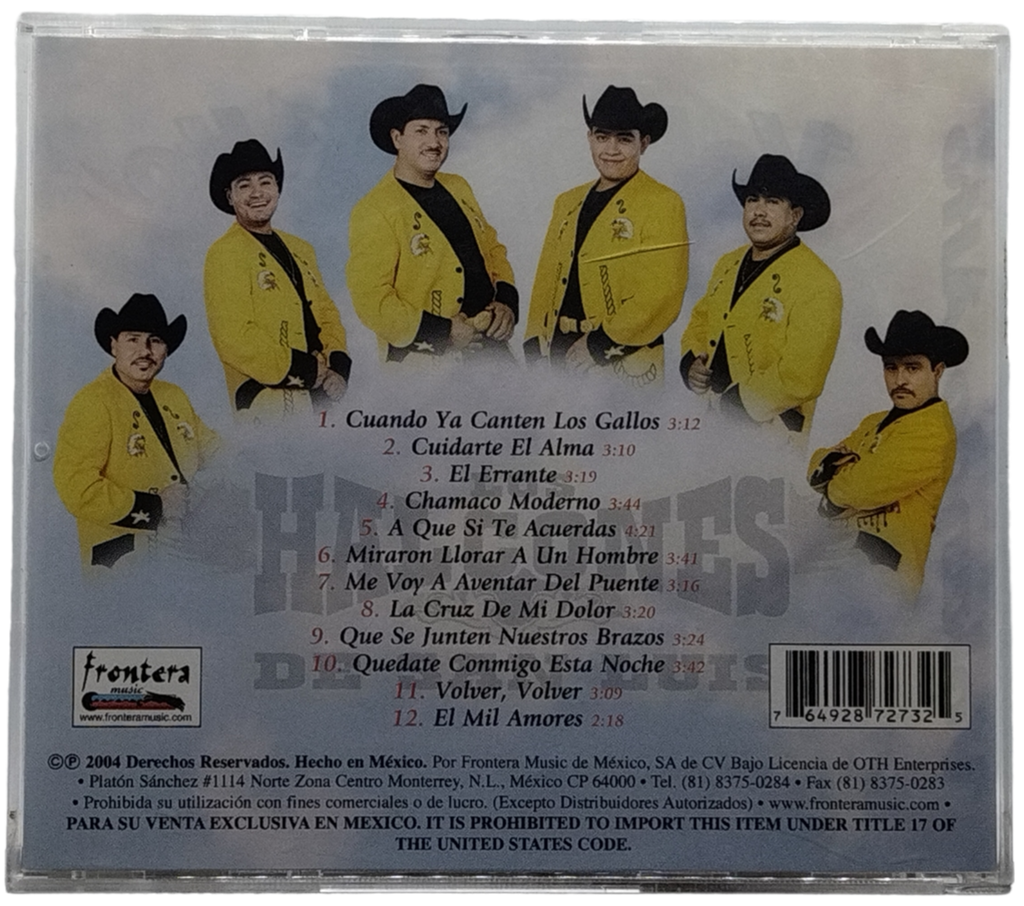 1. Cuando Ya Canten Los Gallos 3:12
2. Cuidarte El Alma 3:10
3. El Errante 3:19
4. Chamaco Moderno 3:44
5. A Que Si Te Acuerdas 4:21
6. Miraron Llorar A Un Hombre 3:41
7. Me Voy A Aventar Del Puente 3:16
8. La Cruz De Mi Dolor 3:20
9. Que Se Junten Nuestros Brazos 3:24
10. Quedate Conmigo Esta Noche 3:42
11. Volver, Volver 3:09
12. El Mil Amores 2:18
frontera
music
www.fronteramusic.com
7 64928 72732 5
©℗ 2004 Derechos Reservados. Hecho en México. Por Frontera Music de México, SA de CV Bajo Licencia de OTH Enterprises.
• Platón Sánchez #1114 Norte Zona Centro Monterrey, N.L., México CP 64000 • Tel. (81) 8375-0284 • Fax (81) 8375-0283
• Prohibida su utilización con fines comerciales o de lucro. (Excepto Distribuidores Autorizados) • www.fronteramusic.com •
PARA SU VENTA EXCLUSIVA EN MEXICO. IT IS PROHIBITED TO IMPORT THIS ITEM UNDER TITLE 17 OF
THE UNITED STATES CODE.